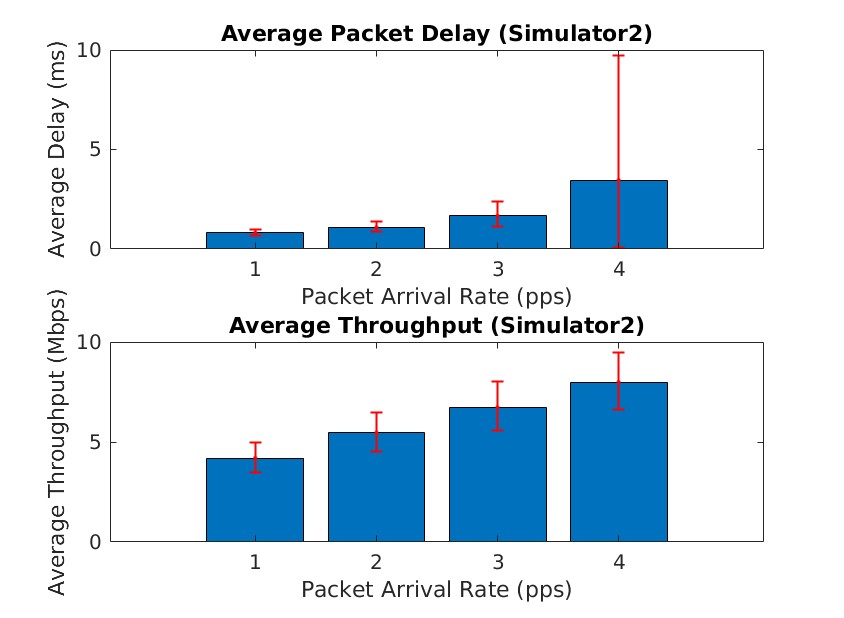 Average Packet Delay (Simulator2)
Average Delay (ms)
10
5
0
1 2 3 4
Packet Arrival Rate (pps)
Average Throughput (Simulator2)
Average Throughput (Mbps)
10
5
0
1 2 3 4
Packet Arrival Rate (pps)